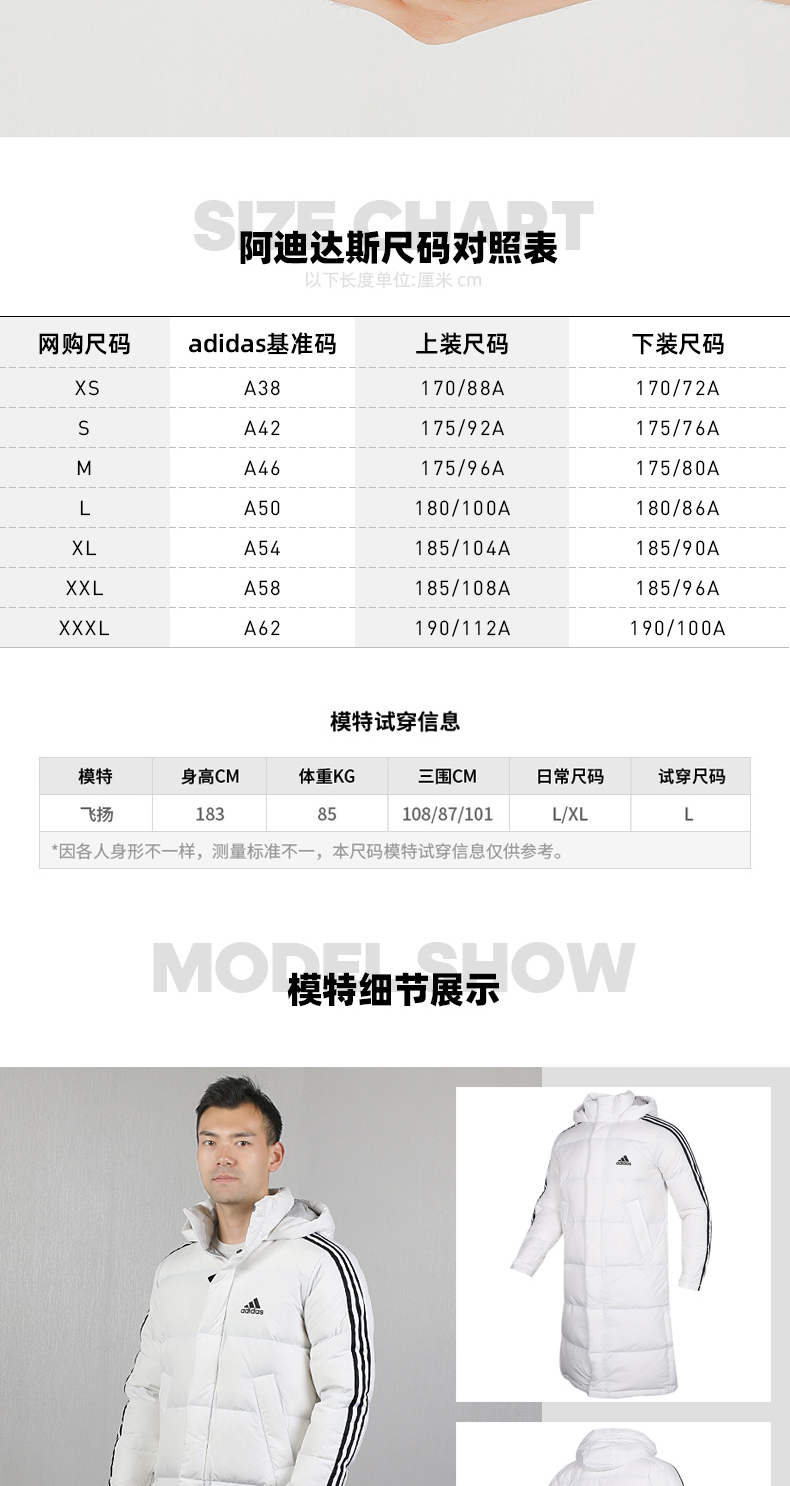 SIZE CHART
阿迪达斯尺码对照表
以下长度单位:厘米 cm
网购尺码 adidas基准码 上装尺码 下装尺码
XS A38 170/88A 170/72A
S A42 175/92A 175/76A
M A46 175/96A 175/80A
L A50 180/100A 180/86A
XL A54 185/104A 185/90A
XXL A58 185/108A 185/96A
XXXL A62 190/112A 190/100A
模特试穿信息
模特 身高CM 体重KG 三围CM 日常尺码 试穿尺码
飞扬 183 85 108/87/101 L/XL L
*因各人身形不一样，测量标准不一，本尺码模特试穿信息仅供参考。
MODEL SHOW
模特细节展示
adidas
adidas